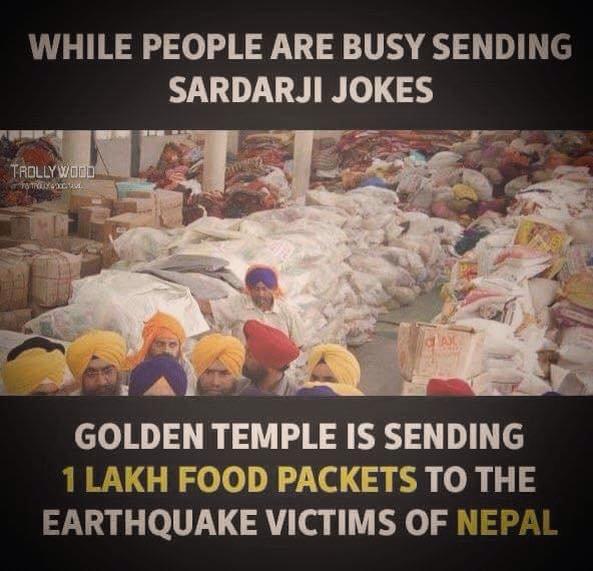 WHILE PEOPLE ARE BUSY SENDING
SARDARJI JOKES
TROLLYWOOD
GOLDEN TEMPLE IS SENDING
1 LAKH FOOD PACKETS TO THE
EARTHQUAKE VICTIMS OF NEPAL